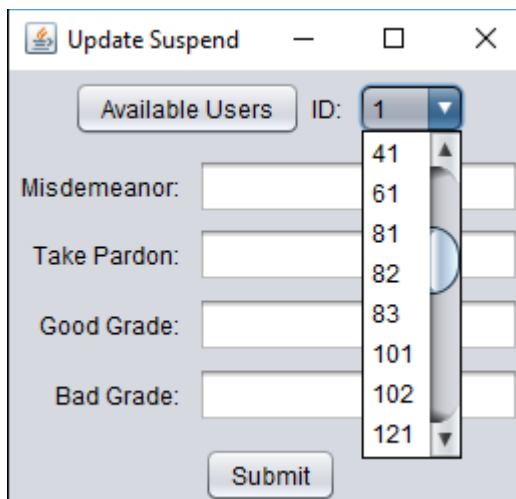 Update Suspend
Available Users ID: 1
41
Misdemeanor:
61
81
Take Pardon:
82
83
Good Grade:
101
102
Bad Grade:
121
Submit